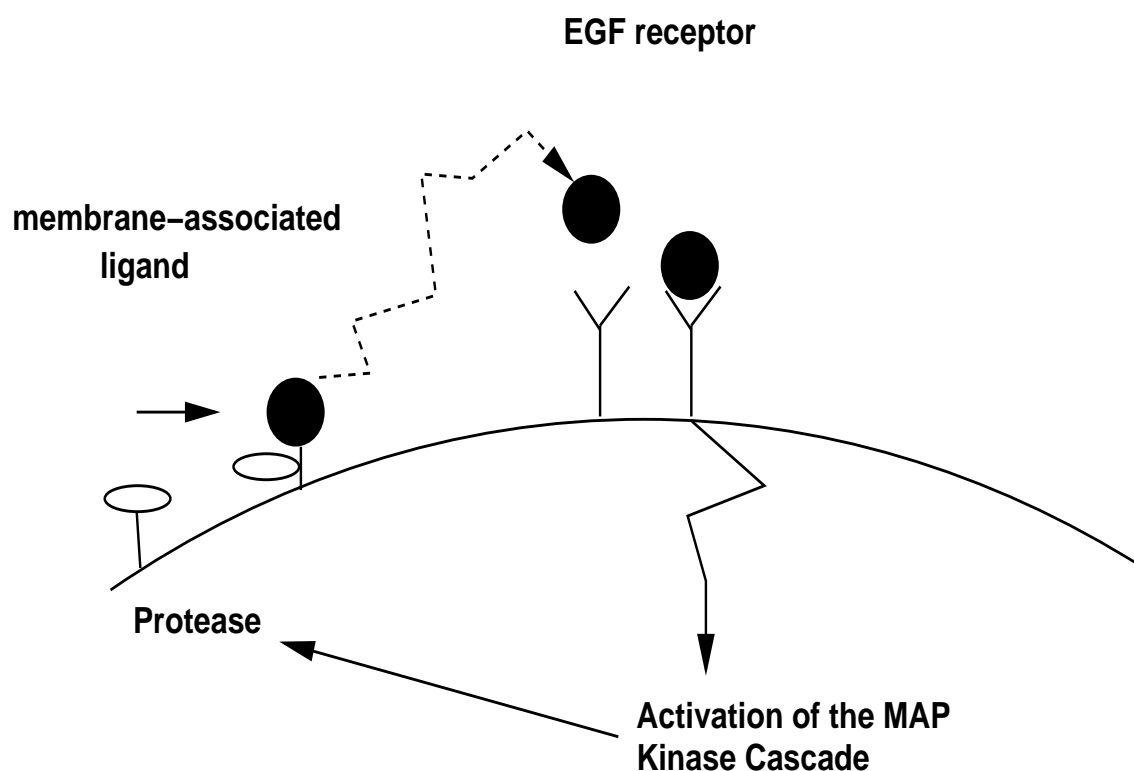 EGF receptor
membrane–associated
ligand
Protease
Activation of the MAP
Kinase Cascade